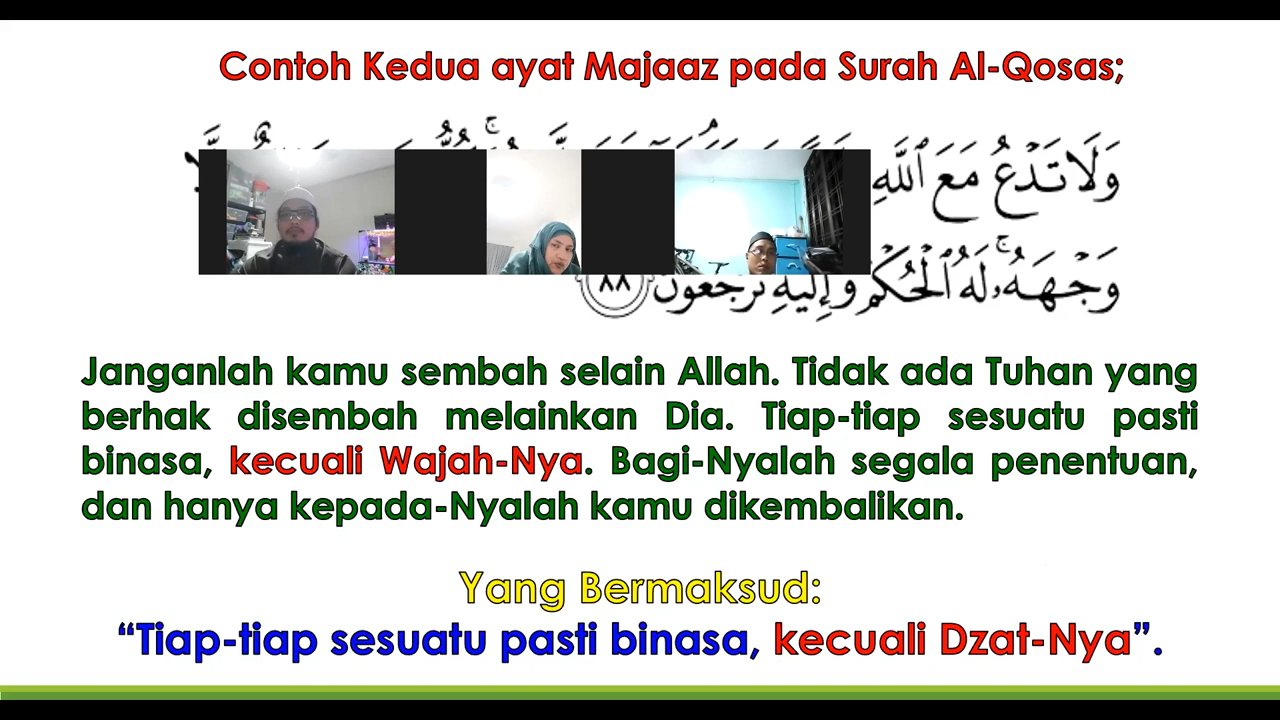 Contoh Kedua ayat Majaaz pada Surah Al-Qosas;
وَلَا تَدْعُ مَعَ ٱللَّهِ
وَجْهَهُۥ ۚ لَهُ ٱلْحُكْمُ وَإِلَيْهِ تُرْجَعُونَ ٨٨
Janganlah kamu sembah selain Allah. Tidak ada Tuhan yang
berhak disembah melainkan Dia. Tiap-tiap sesuatu pasti
binasa, kecuali Wajah-Nya. Bagi-Nyalah segala penentuan,
dan hanya kepada-Nyalah kamu dikembalikan.
Yang Bermaksud:
“Tiap-tiap sesuatu pasti binasa, kecuali Dzat-Nya”.